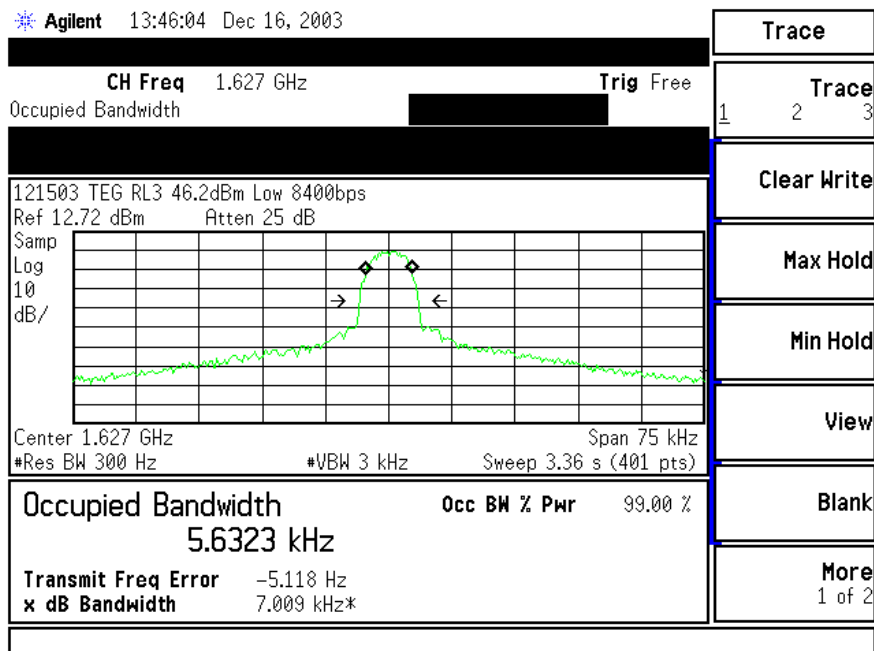 Agilent 13:46:04 Dec 16, 2003
Trace
CH Freq 1.627 GHz Trig Free
Occupied Bandwidth
Trace
1 2 3
Clear Write
Max Hold
Min Hold
View
Blank
More
1 of 2
121503 TEG RL3 46.2dBm Low 8400bps
Ref 12.72 dBm Atten 25 dB
Samp
Log
10
dB/
Center 1.627 GHz Span 75 kHz
#Res BW 300 Hz #VBW 3 kHz Sweep 3.36 s (401 pts)
Occupied Bandwidth Occ BW % Pwr 99.00 %
5.6323 kHz
Transmit Freq Error -5.118 Hz
x dB Bandwidth 7.009 kHz*